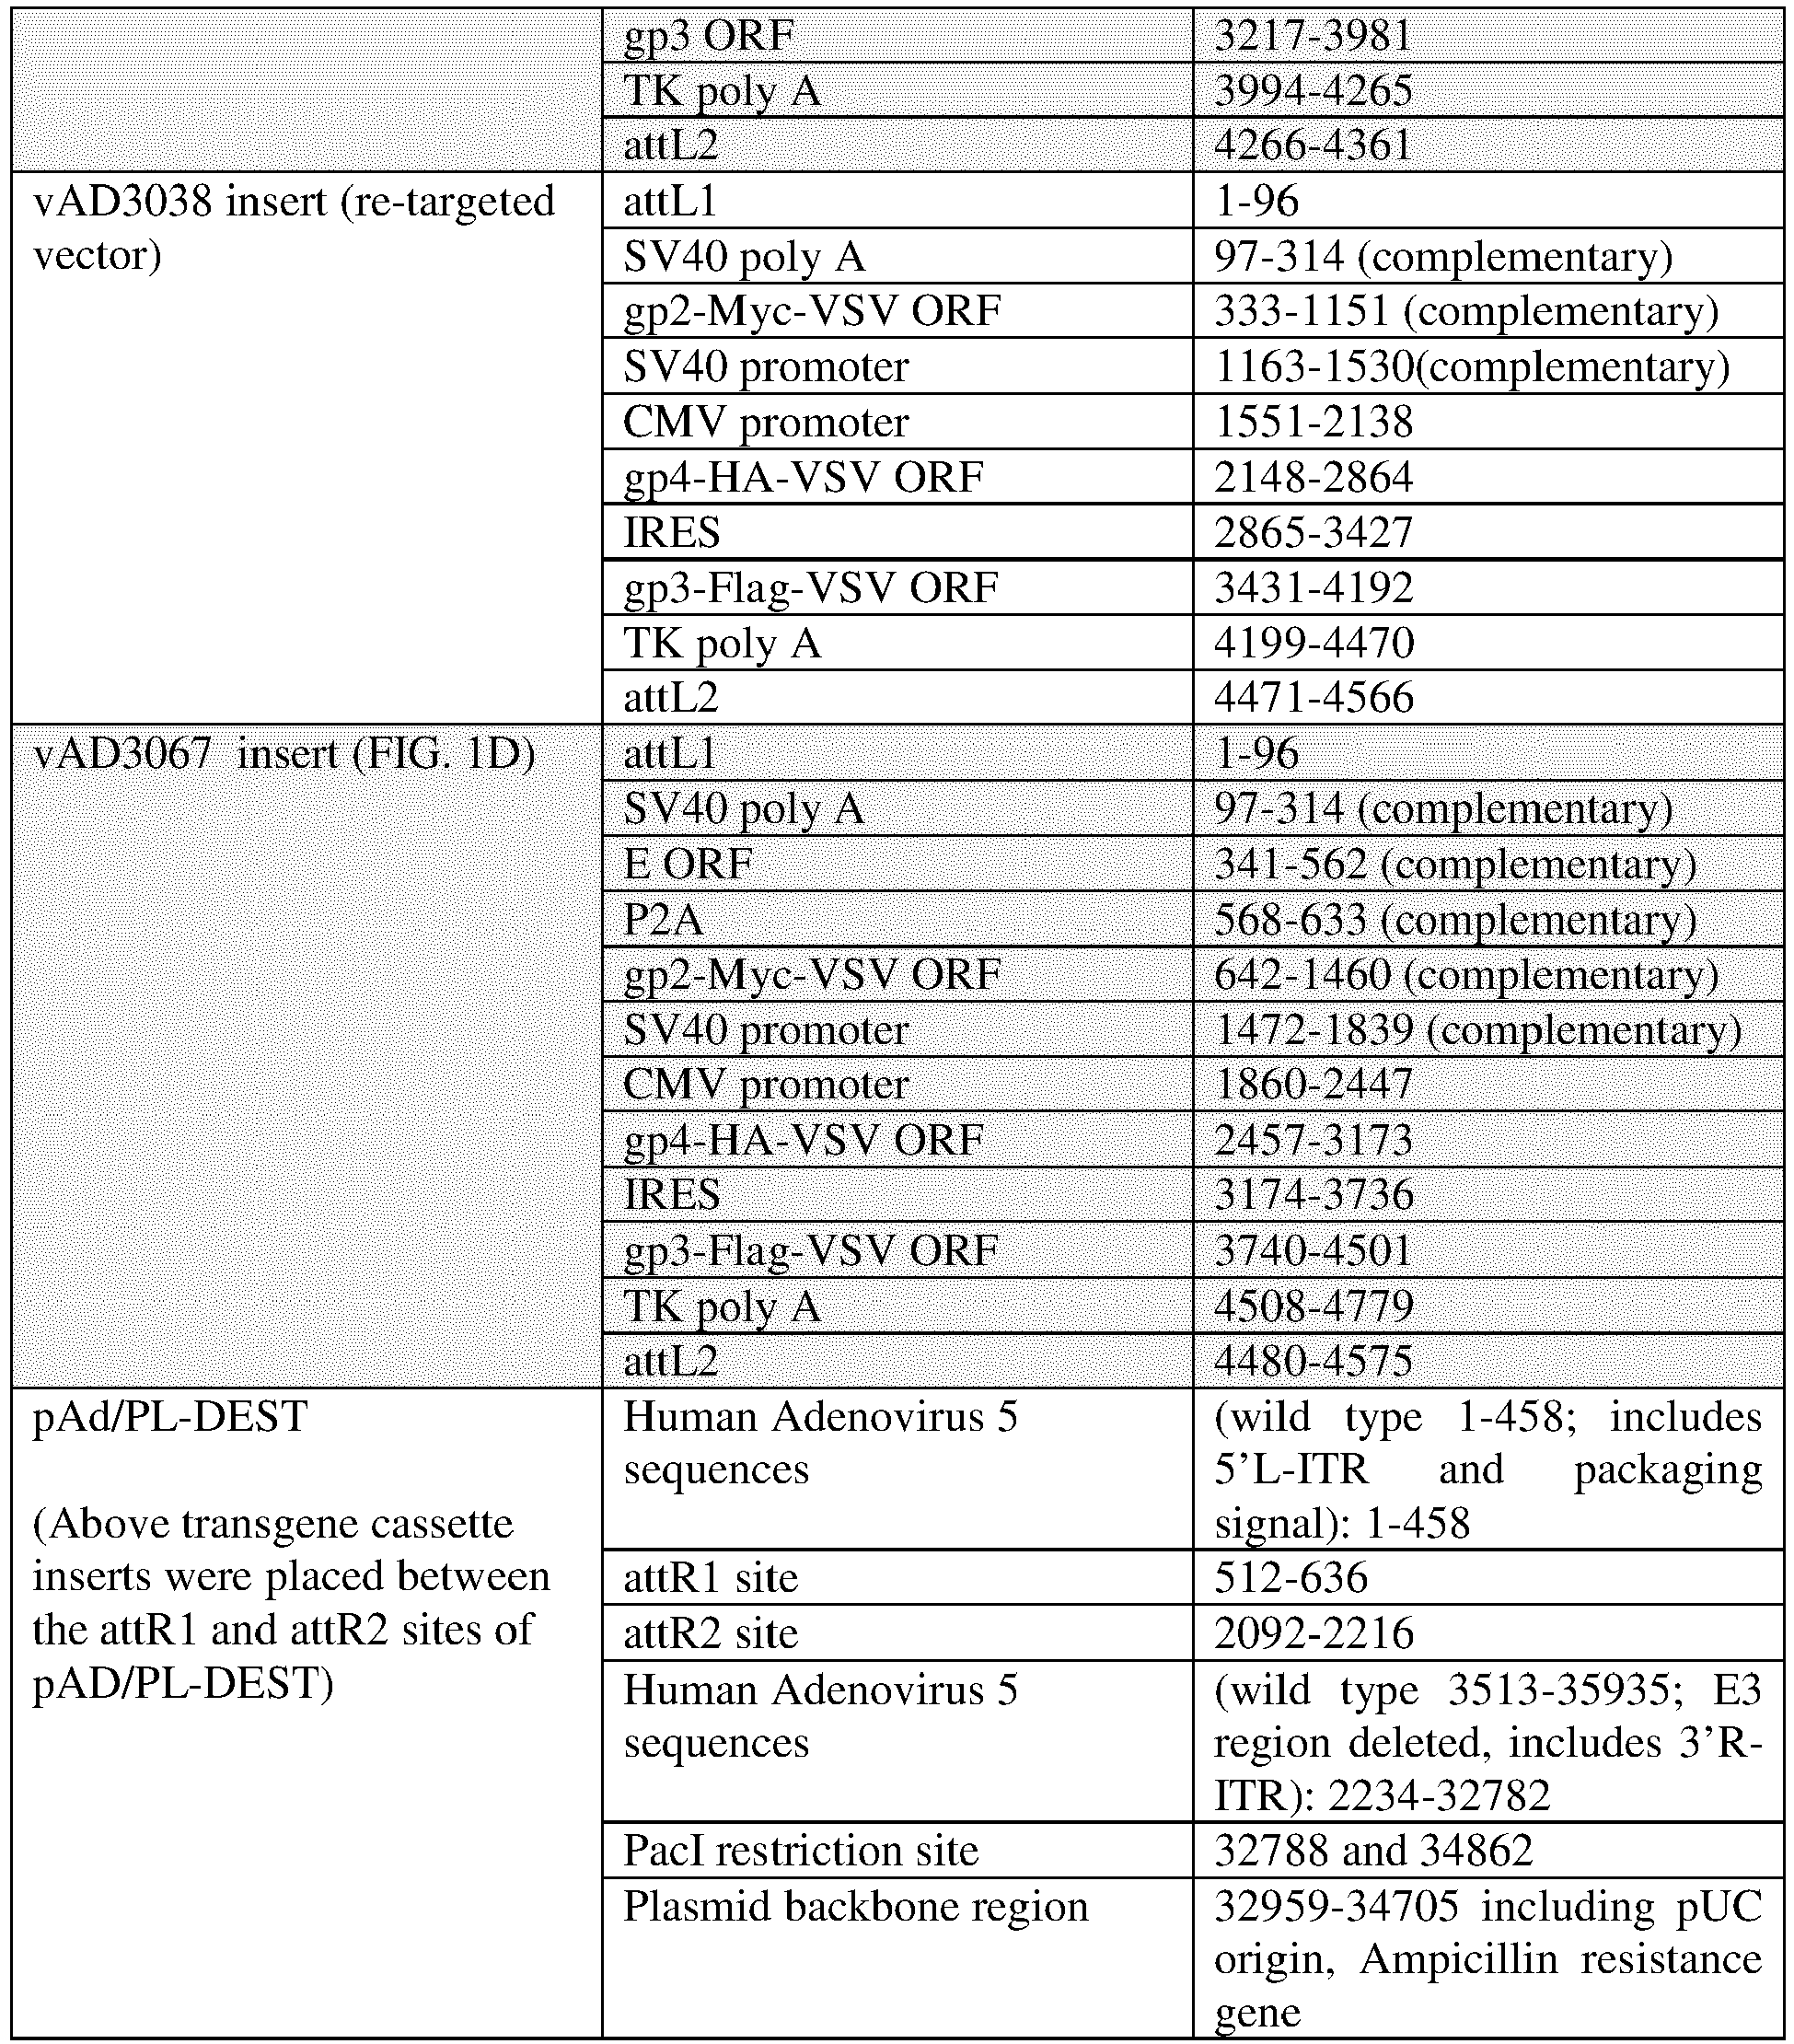 gp3 ORF 3217-3981
TK poly A 3994-4265
attL2 4266-4361
vAD3038 insert (re-targeted attL1 1-96
vector) SV40 poly A 97-314 (complementary)
gp2-Myc-VSV ORF 333-1151 (complementary)
SV40 promoter 1163-1530(complementary)
CMV promoter 1551-2138
gp4-HA-VSV ORF 2148-2864
IRES 2865-3427
gp3-Flag-VSV ORF 3431-4192
TK poly A 4199-4470
attL2 4471-4566
vAD3067 insert (FIG. 1D) attL1 1-96
SV40 poly A 97-314 (complementary)
E ORF 341-562 (complementary)
P2A 568-633 (complementary)
gp2-Myc-VSV ORF 642-1460 (complementary)
SV40 promoter 1472-1839 (complementary)
CMV promoter 1860-2447
gp4-HA-VSV ORF 2457-3173
IRES 3174-3736
gp3-Flag-VSV ORF 3740-4501
TK poly A 4508-4779
attL2 4480-4575
pAd/PL-DEST Human Adenovirus 5 (wild type 1-458; includes
sequences 5’L-ITR and packaging
(Above transgene cassette signal): 1-458
inserts were placed between attR1 site 512-636
the attR1 and attR2 sites of attR2 site 2092-2216
pAD/PL-DEST) Human Adenovirus 5 (wild type 3513-35935; E3
sequences region deleted, includes 3’R-
ITR): 2234-32782
PacI restriction site 32788 and 34862
Plasmid backbone region 32959-34705 including pUC
origin, Ampicillin resistance
gene